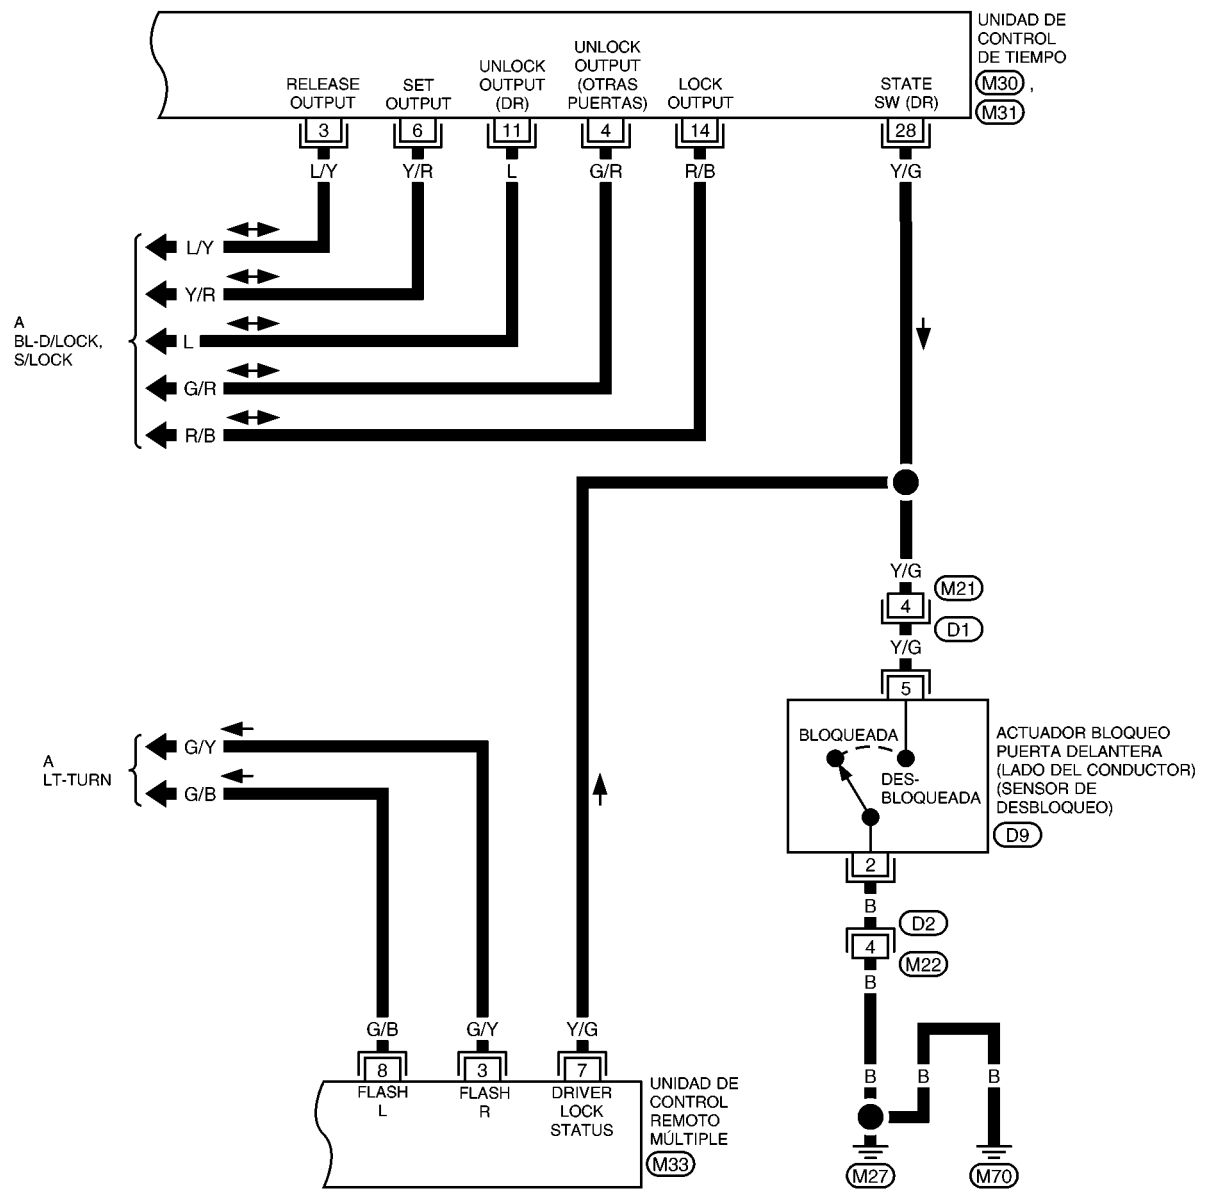 UNIDAD DE
CONTROL
DE TIEMPO
M30 ,
M31
RELEASE
OUTPUT
SET
OUTPUT
UNLOCK
OUTPUT
(DR)
UNLOCK
OUTPUT
(OTRAS
PUERTAS)
LOCK
OUTPUT
STATE
SW (DR)
3
6
11
4
14
28
L/Y
Y/R
L
G/R
R/B
Y/G
L/Y
Y/R
L
G/R
R/B
A
BL-D/LOCK,
S/LOCK
Y/G
M21
4
D1
Y/G
5
BLOQUEADA
DES-
BLOQUEADA
ACTUADOR BLOQUEO
PUERTA DELANTERA
(LADO DEL CONDUCTOR)
(SENSOR DE
DESBLOQUEO)
D9
2
B
D2
4
M22
B
A
LT-TURN
G/Y
G/B
G/B
G/Y
Y/G
8
3
7
FLASH
L
FLASH
R
DRIVER
LOCK
STATUS
UNIDAD DE
CONTROL
REMOTO
MÚLTIPLE
M33
B
B
B
M27
M70